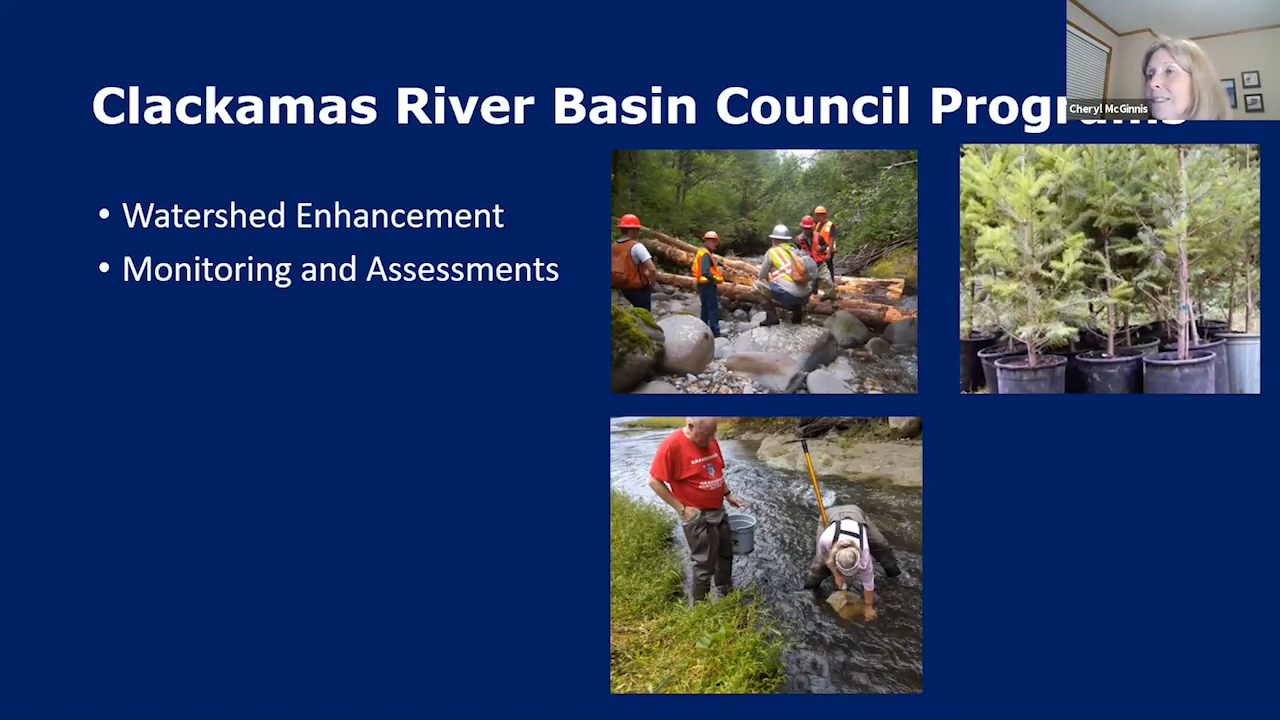 Clackamas River Basin Council Programs
Cheryl McGinnis
• Watershed Enhancement
• Monitoring and Assessments